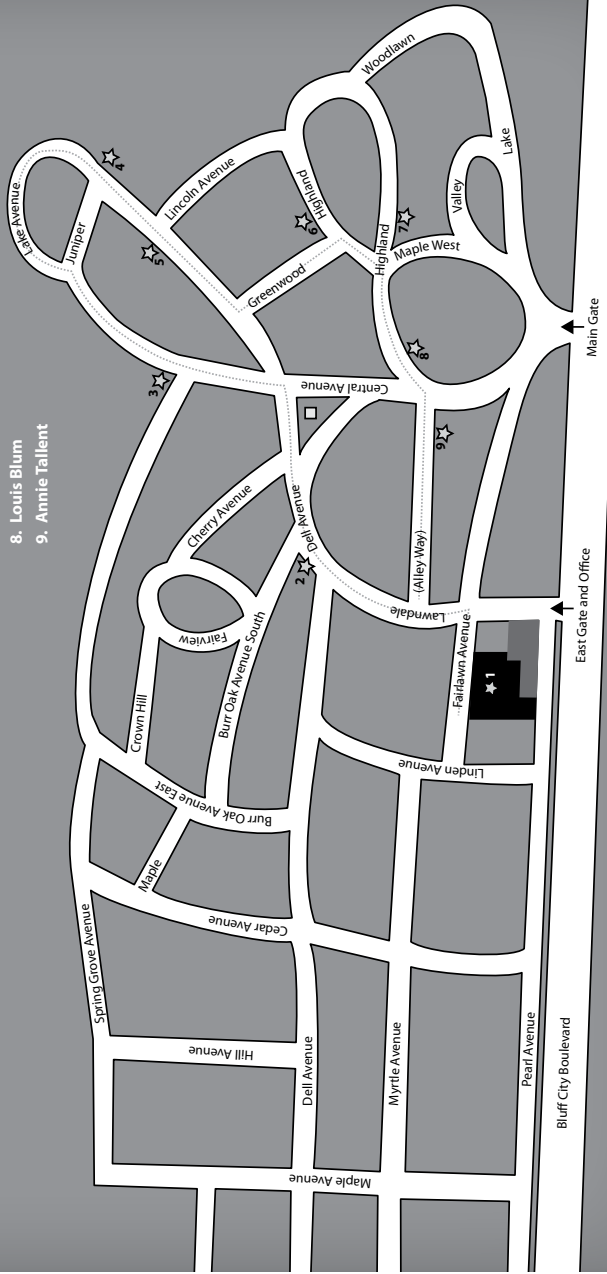 8. Louis Blum
9. Annie Tallent
Woodlawn
Lake
Lake Avenue
Juniper
4
5
Lincoln Avenue
Highland
6
Valley
7
Highland
Maple West
Greenwood
Main Gate
8
3
Central Avenue
9
Cherry Avenue
Dell Avenue
(Alley Way)
2
Lawndale
East Gate and Office
Fairview
Burr Oak Avenue South
Fairlawn Avenue
1
Crown Hill
Linden Avenue
Burr Oak Avenue East
Maple
Cedar Avenue
Spring Grove Avenue
Hill Avenue
Dell Avenue
Myrtle Avenue
Pearl Avenue
Bluff City Boulevard
Maple Avenue